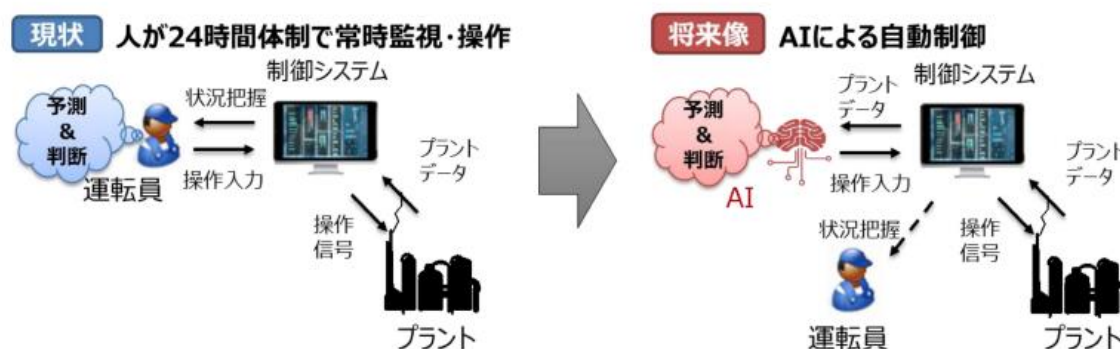 現状 人が24時間体制で常時監視・操作
制御システム
予測
&
判断
状況把握
運転員
操作入力
プラント
データ
操作
信号
プラント
将来像 AIによる自動制御
制御システム
予測
&
判断
プラント
データ
AI
操作入力
プラント
データ
状況把握
操作
信号
運転員
プラント